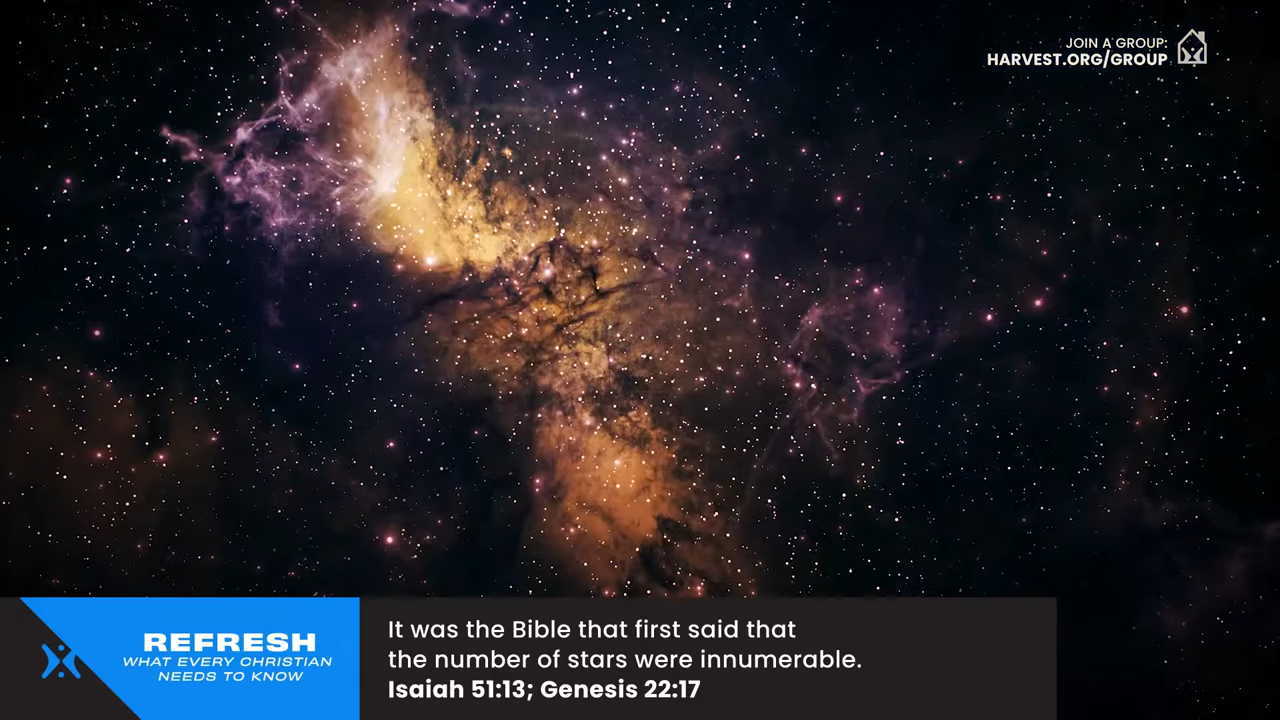 JOIN A GROUP:
HARVEST.ORG/GROUP
REFRESH
WHAT EVERY CHRISTIAN
NEEDS TO KNOW
It was the Bible that first said that
the number of stars were innumerable.
Isaiah 51:13; Genesis 22:17